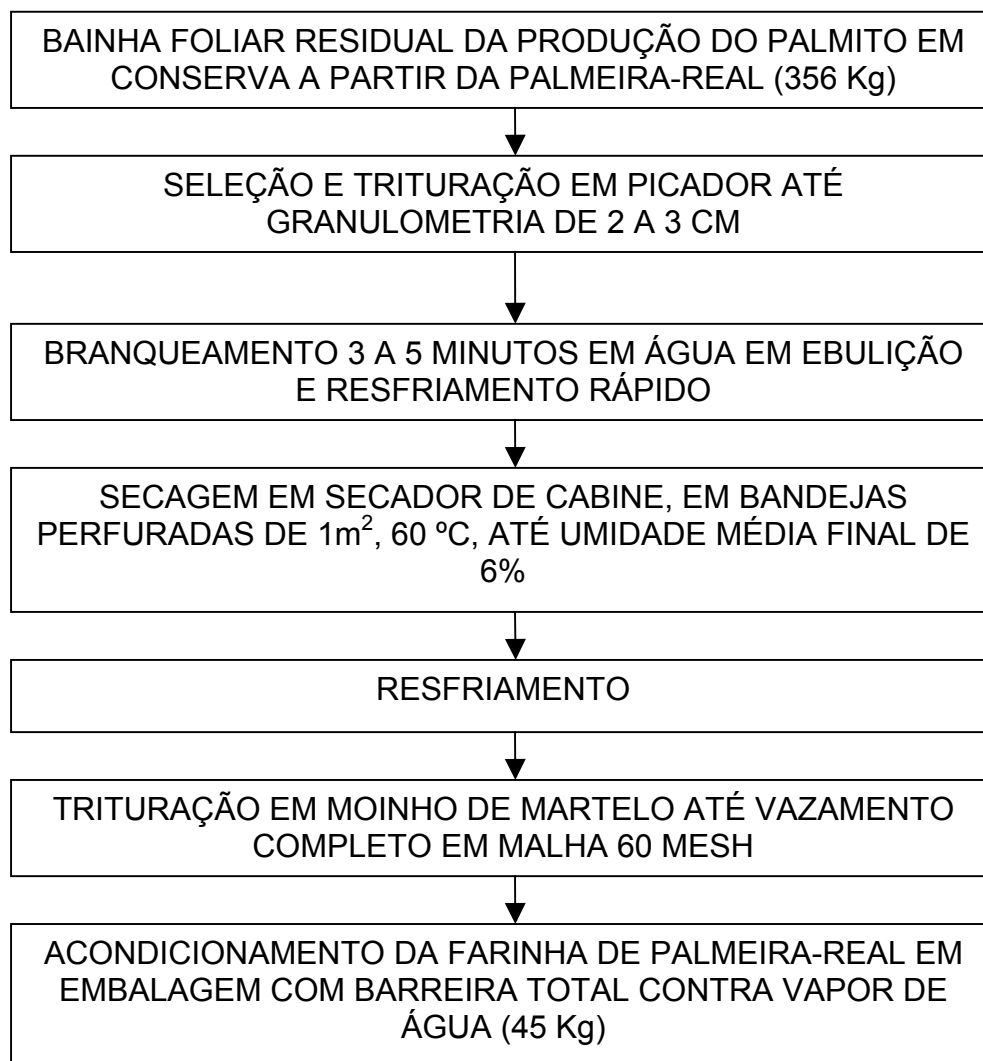 BAINHA FOLIAR RESIDUAL DA PRODUÇÃO DO PALMITO EM
CONSERVA A PARTIR DA PALMEIRA-REAL (356 Kg)
SELEÇÃO E TRITURAÇÃO EM PICADOR ATÉ
GRANULOMETRIA DE 2 A 3 CM
BRANQUEAMENTO 3 A 5 MINUTOS EM ÁGUA EM EBULIÇÃO
E RESFRIAMENTO RÁPIDO
SECAGEM EM SECADOR DE CABINE, EM BANDEJAS
PERFURADAS DE 1m², 60 ºC, ATÉ UMIDADE MÉDIA FINAL DE
6%
RESFRIAMENTO
TRITURAÇÃO EM MOINHO DE MARTELO ATÉ VAZAMENTO
COMPLETO EM MALHA 60 MESH
ACONDICIONAMENTO DA FARINHA DE PALMEIRA-REAL EM
EMBALAGEM COM BARREIRA TOTAL CONTRA VAPOR DE
ÁGUA (45 Kg)